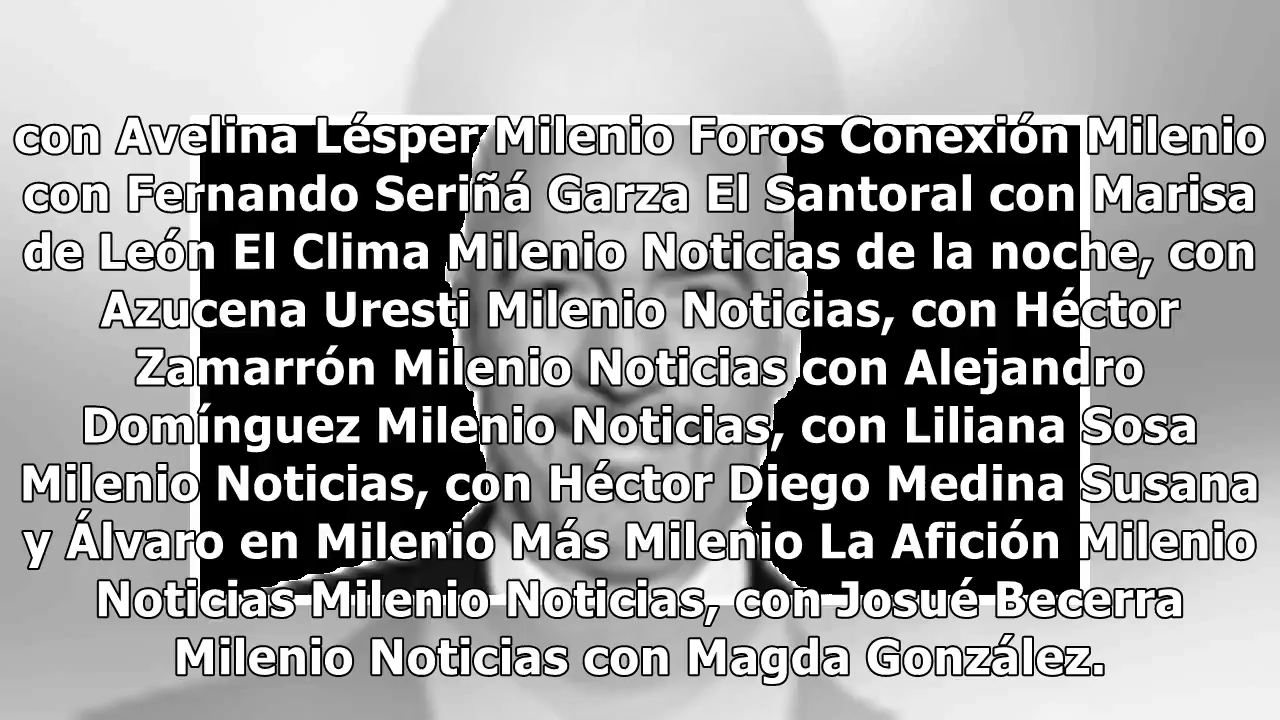 con Avelina Lésper Milenio Foros Conexión Milenio
con Fernando Seriñá Garza El Santoral con Marisa
de León El Clima Milenio Noticias de la noche, con
Azucena Uresti Milenio Noticias, con Héctor
Zamarrón Milenio Noticias con Alejandro
Domínguez Milenio Noticias, con Liliana Sosa
Milenio Noticias, con Héctor Diego Medina Susana
y Álvaro en Milenio Más Milenio La Afición Milenio
Noticias Milenio Noticias, con Josué Becerra
Milenio Noticias con Magda González.